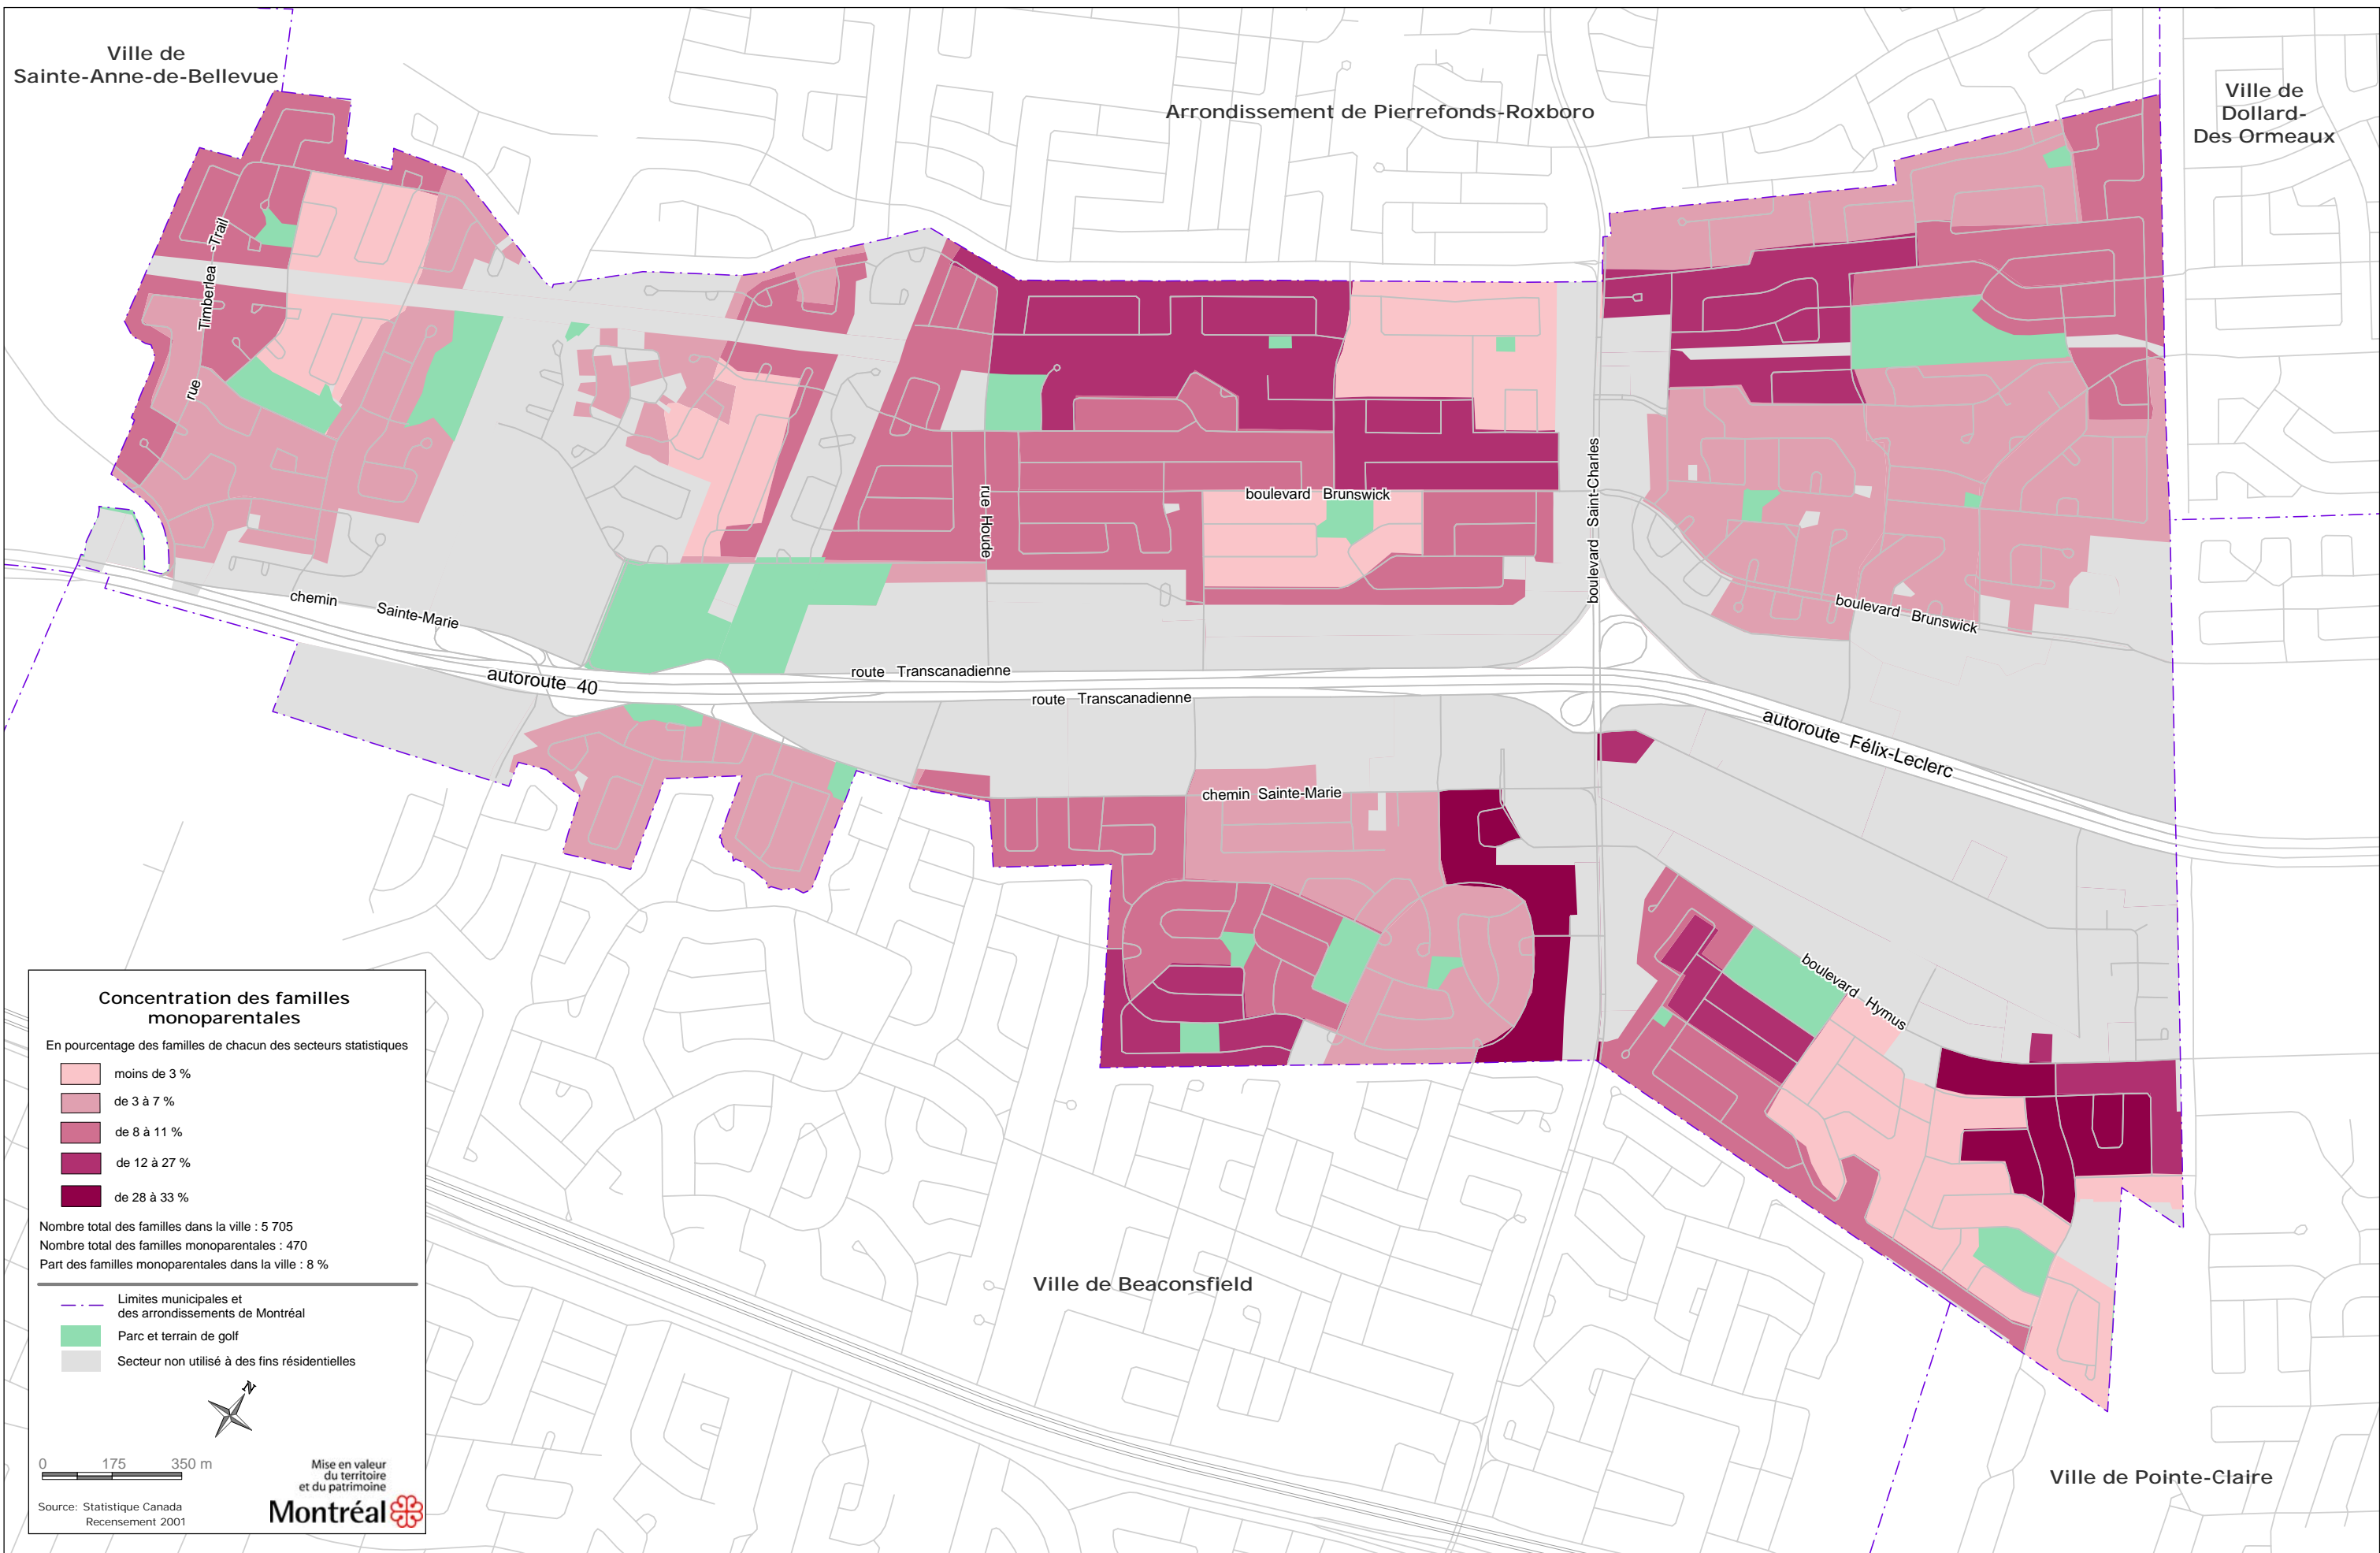 Ville de
Sainte-Anne-de-Bellevue
Arrondissement de Pierrefonds-Roxboro
Ville de
Dollard-
Des Ormeaux
rue Timberlea -Trail
rue Houde
boulevard Brunswick
boulevard Saint-Charles
boulevard Brunswick
chemin Sainte-Marie
autoroute 40
route Transcanadienne
route Transcanadienne
autoroute Félix-Leclerc
chemin Sainte-Marie
boulevard Hymus
Ville de Beaconsfield
Ville de Pointe-Claire
Concentration des familles
monoparentales
En pourcentage des familles de chacun des secteurs statistiques
moins de 3 %
de 3 à 7 %
de 8 à 11 %
de 12 à 27 %
de 28 à 33 %
Nombre total des familles dans la ville : 5 705
Nombre total des familles monoparentales : 470
Part des familles monoparentales dans la ville : 8 %
Limites municipales et
des arrondissements de Montréal
Parc et terrain de golf
Secteur non utilisé à des fins résidentielles
N
0 175 350 m
Source: Statistique Canada
Recensement 2001
Mise en valeur
du territoire
et du patrimoine
Montréal